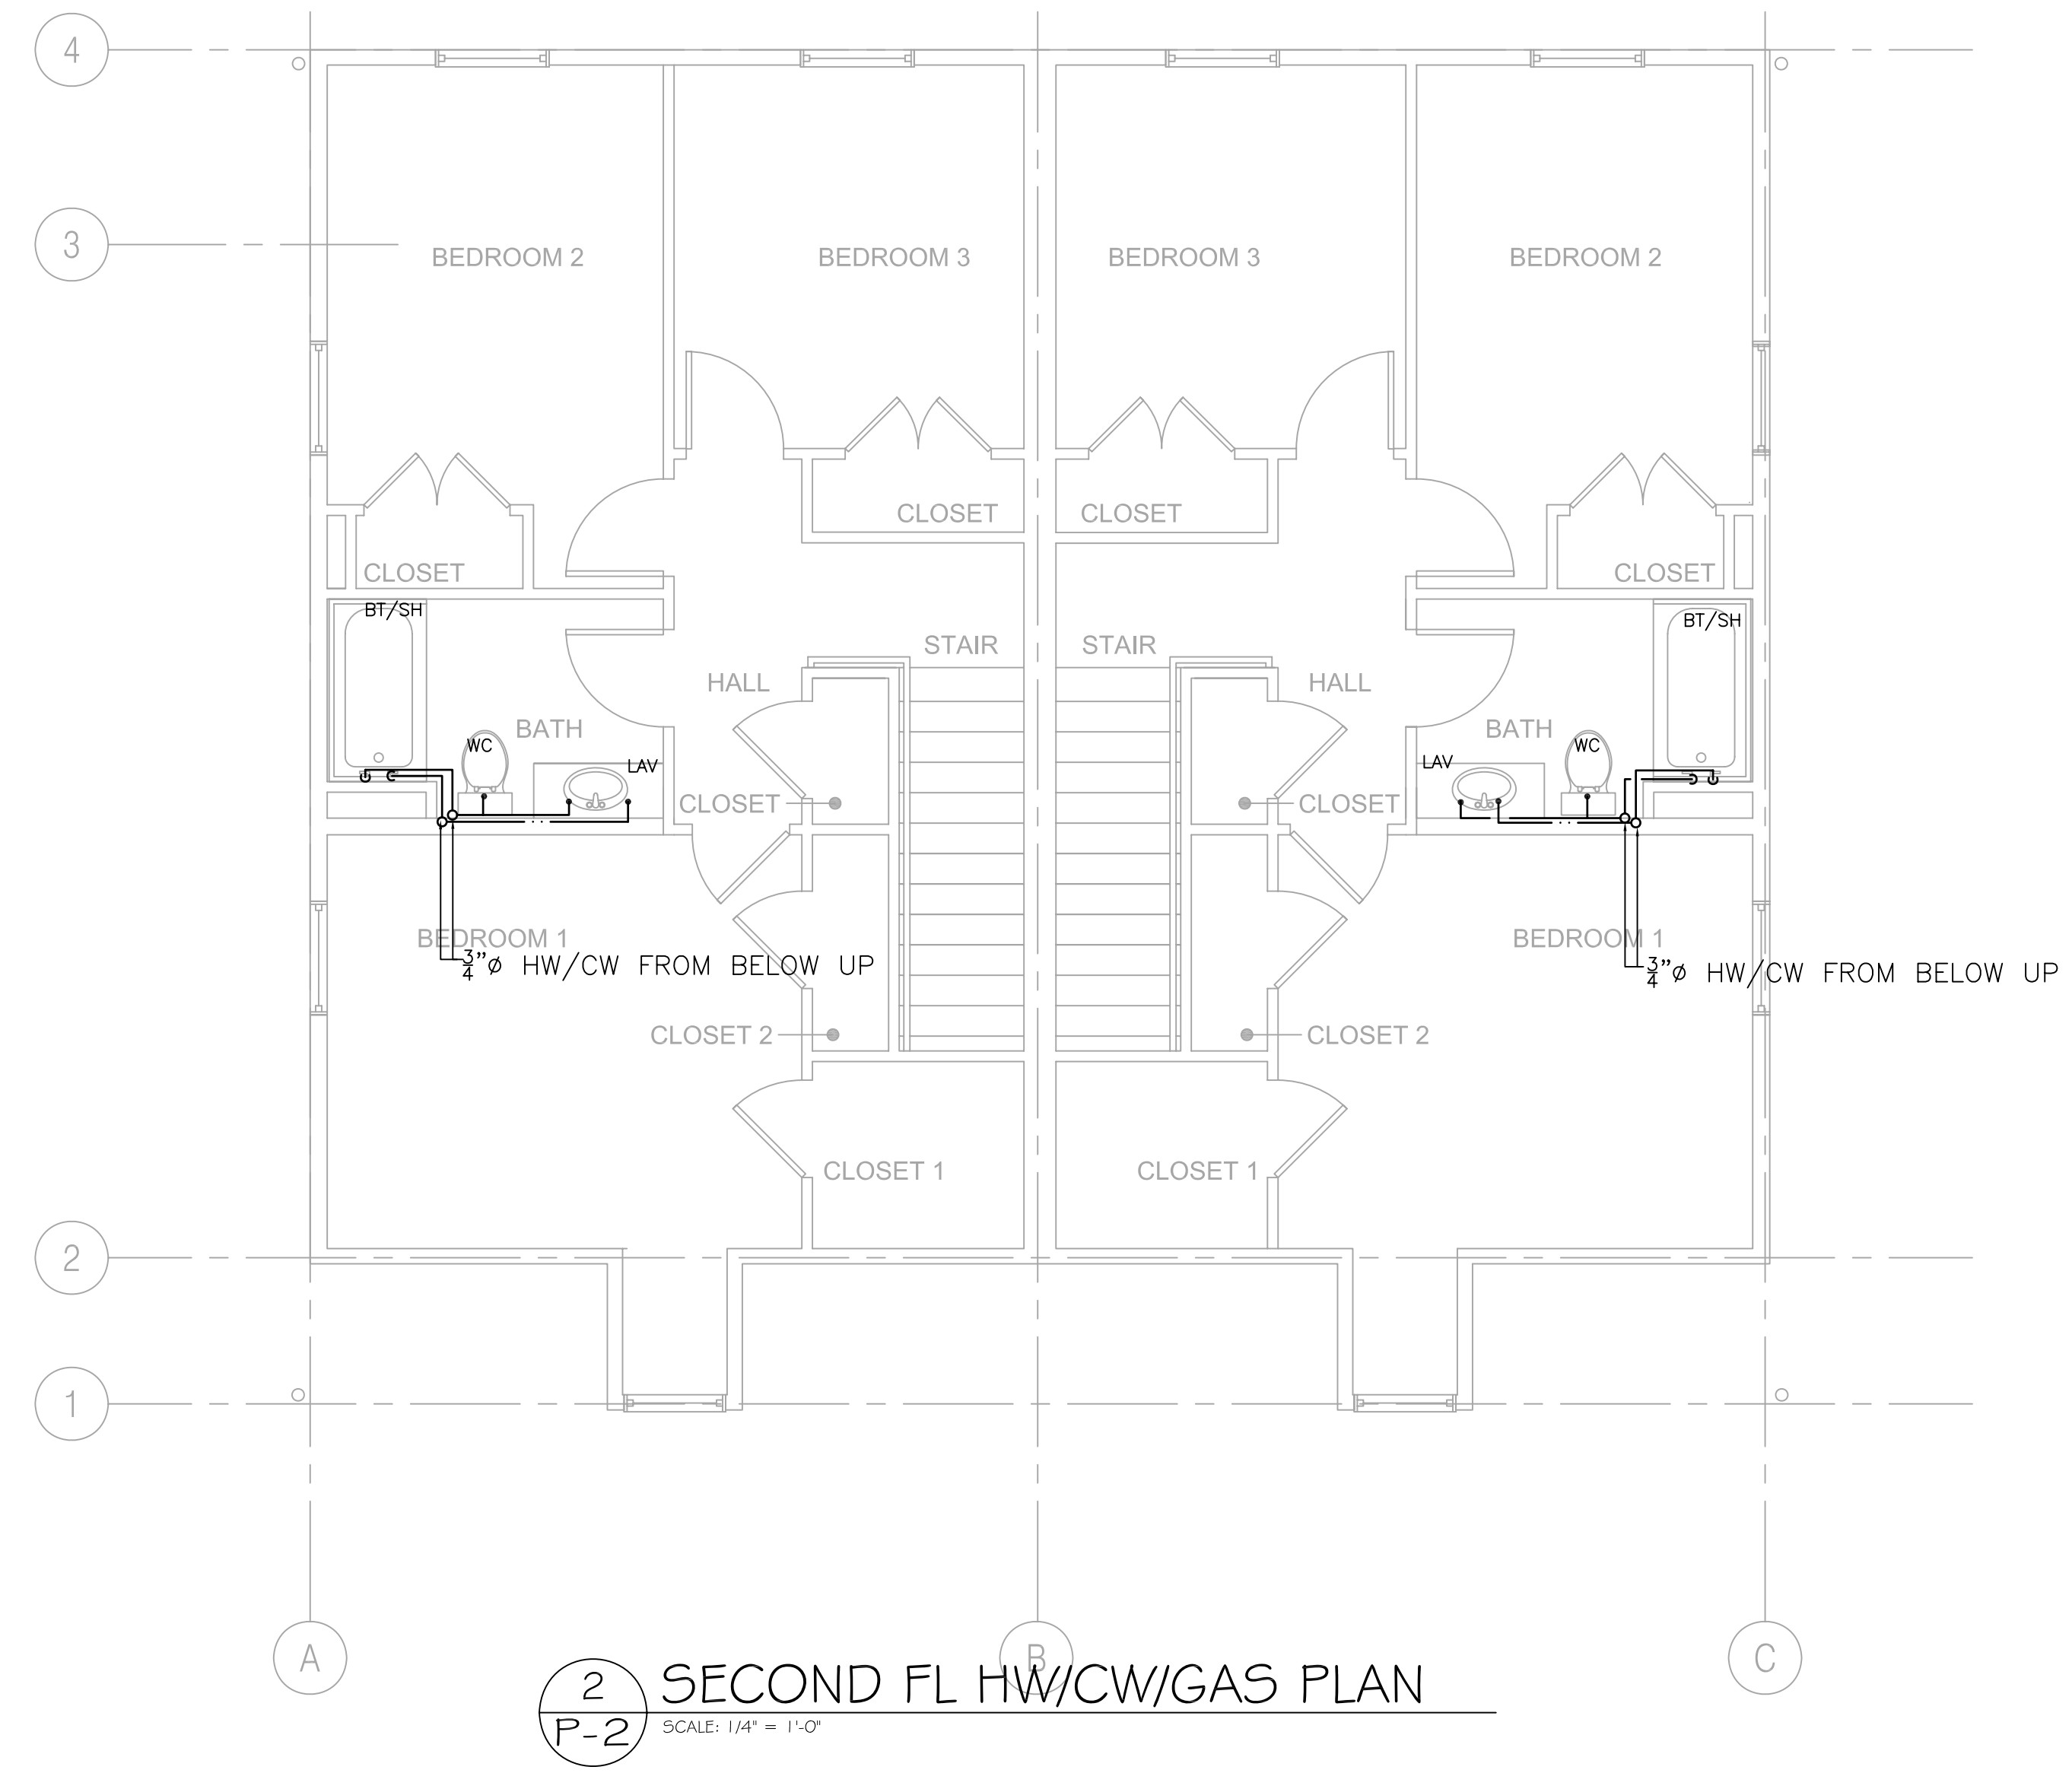 4
3
BEDROOM 2
BEDROOM 3
BEDROOM 3
BEDROOM 2
CLOSET
CLOSET
CLOSET
CLOSET
BT/SH
BT/SH
STAIR
STAIR
HALL
HALL
BATH
BATH
WC
WC
LAV
LAV
CLOSET
CLOSET
BEDROOM 1
BEDROOM 1
3/4"ø HW/CW FROM BELOW UP
3/4"ø HW/CW FROM BELOW UP
CLOSET 2
CLOSET 2
CLOSET 1
CLOSET 1
2
1
A
B
C
2
P-2
SECOND FL HW/CW/GAS PLAN
SCALE: 1/4" = 1'-0"